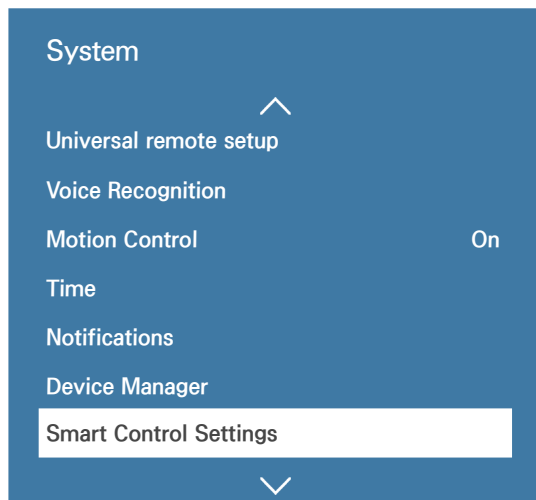 System
Universal remote setup
Voice Recognition
Motion Control On
Time
Notifications
Device Manager
Smart Control Settings